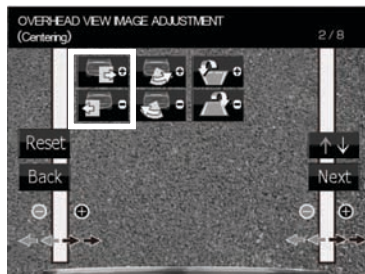 OVERHEAD VIEW IMAGE ADJUSTMENT
(Centering) 2/8
Reset
Back Next